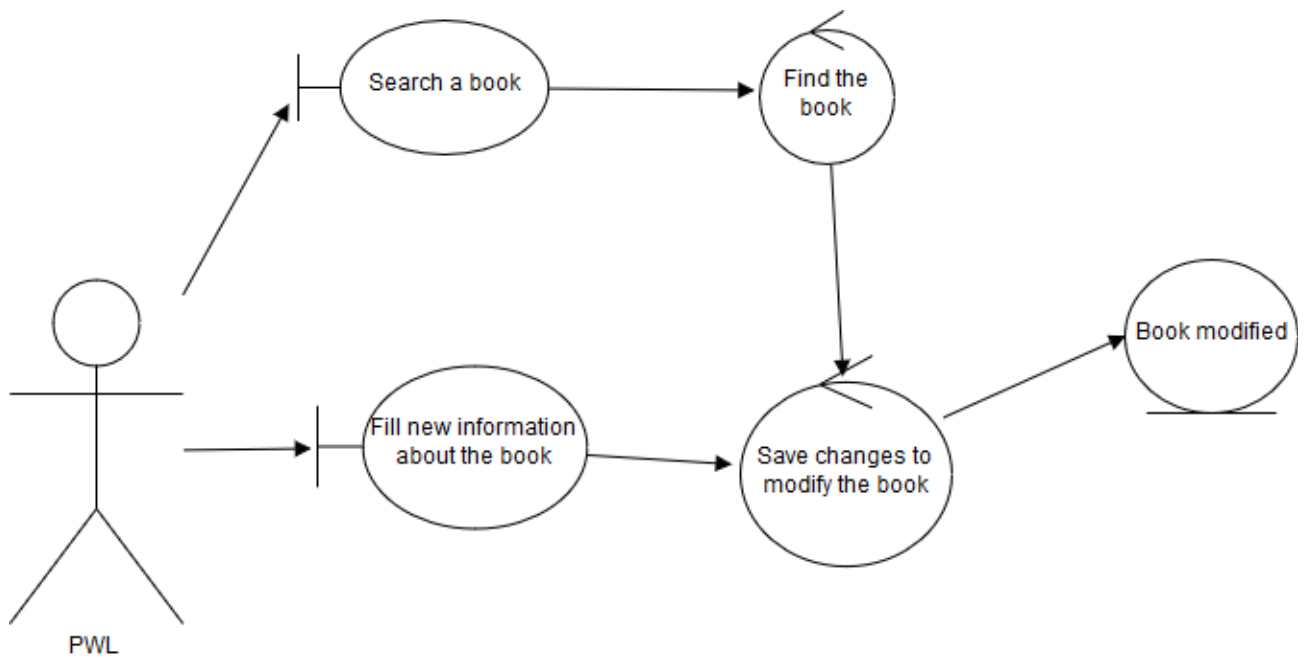 Search a book
Find the
book
Book modified
Fill new information
about the book
Save changes to
modify the book
PWL